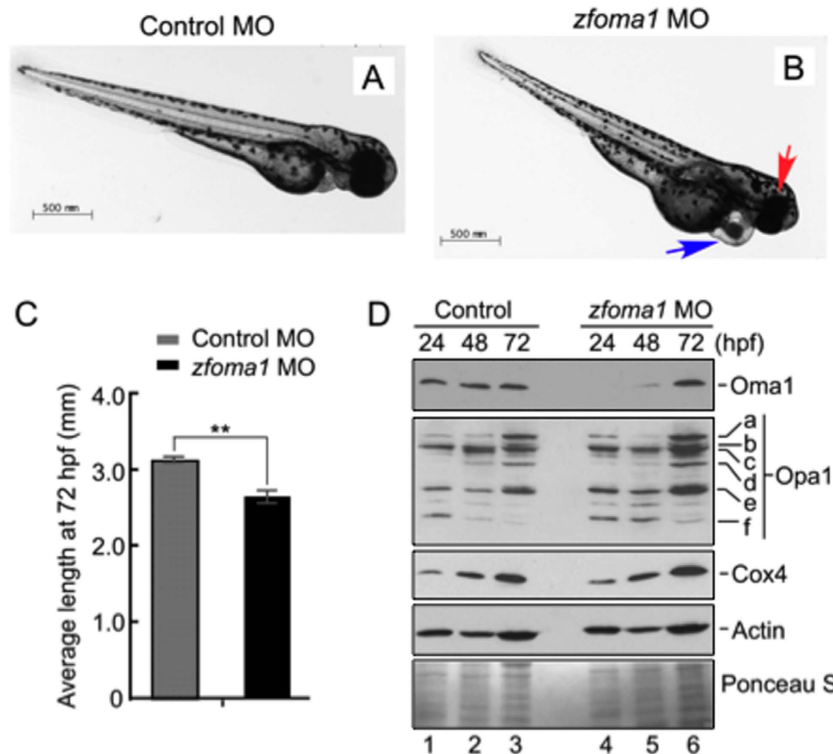 Control MO
zfoma1 MO
A
B
500 mm
500 mm
C
Control MO
zfoma1 MO
Average length at 72 hpf (mm)
4.0
3.0
2.0
1.0
0
**
D
Control
zfoma1 MO
24 48 72 24 48 72 (hpf)
Oma1
a
b
c
d
e
f
Opa1
Cox4
Actin
Ponceau S
1 2 3 4 5 6